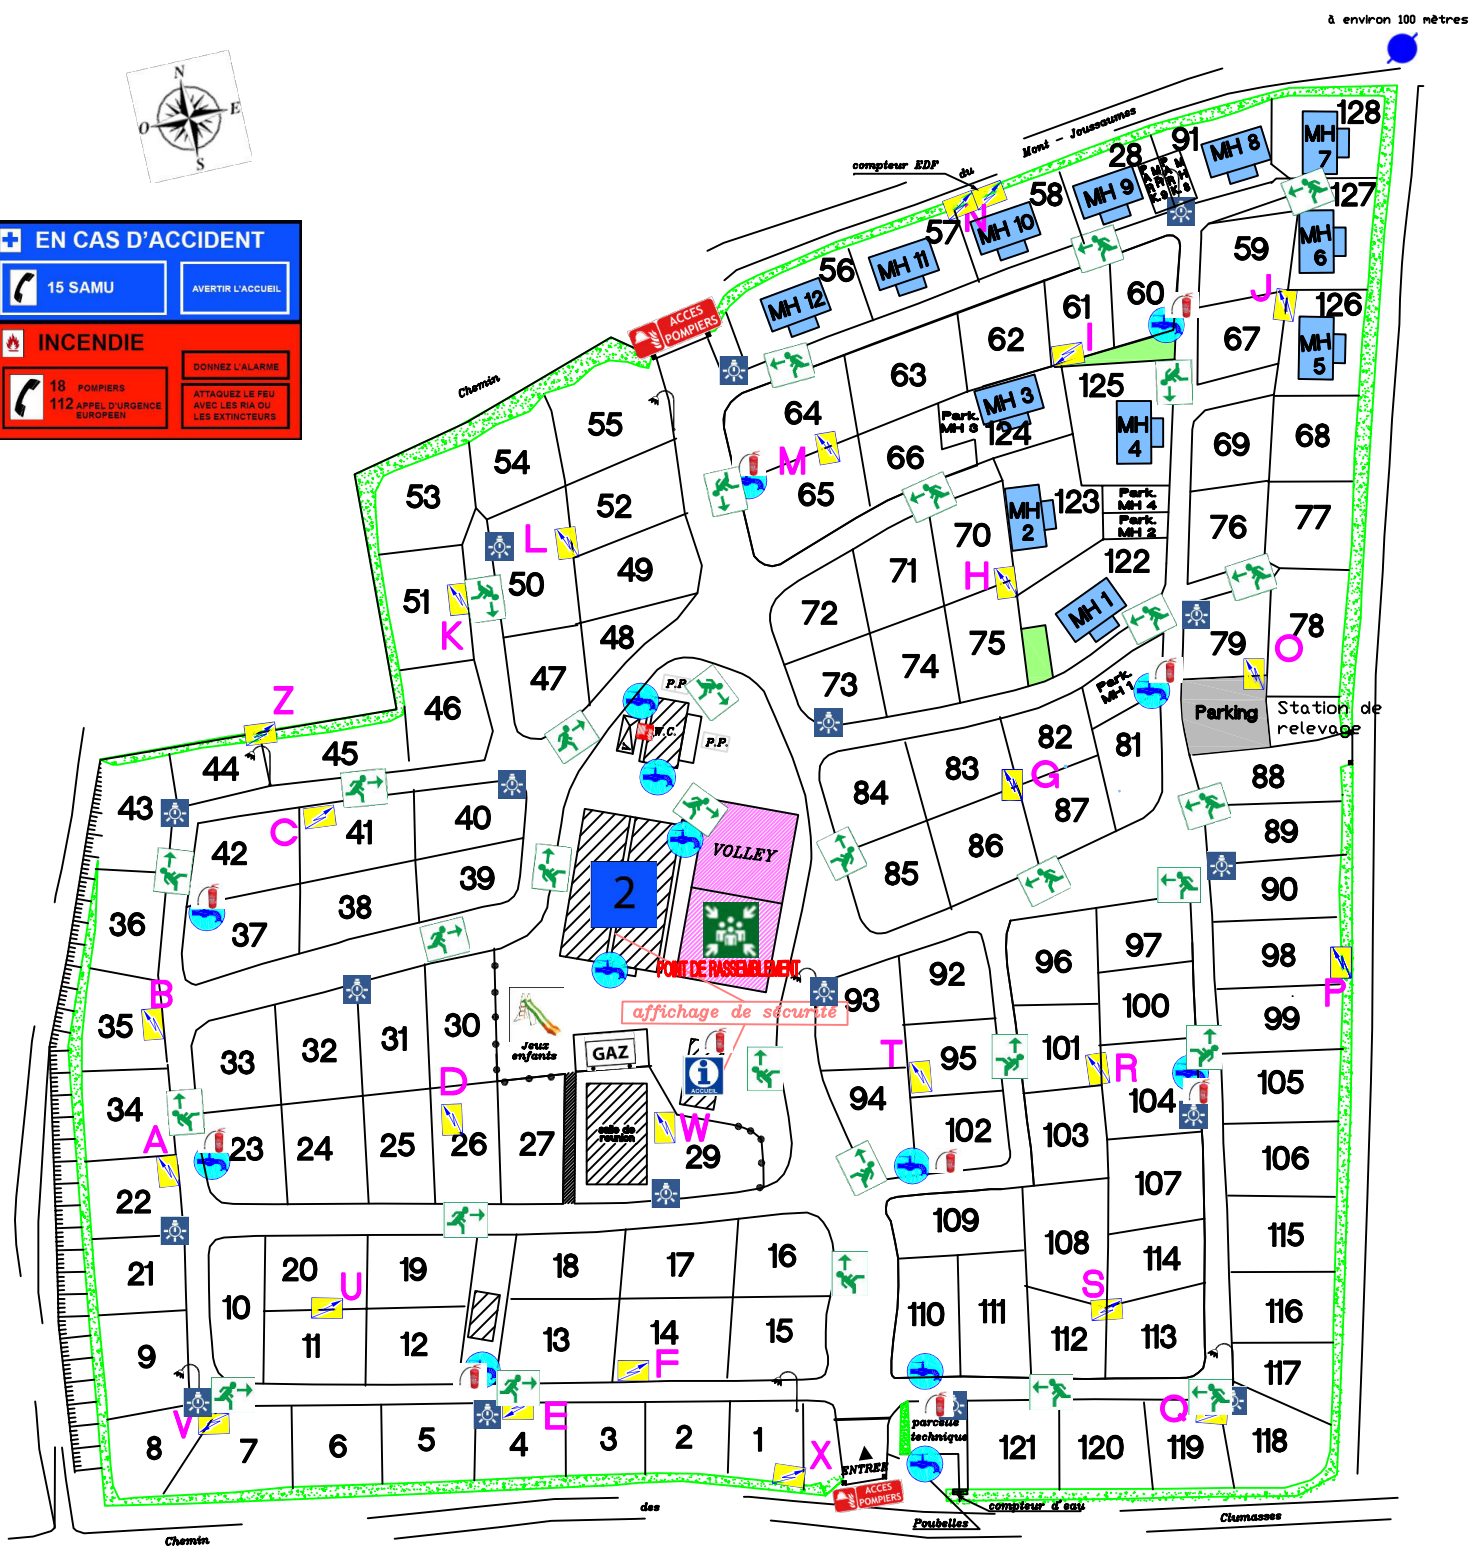 à environ 100 mètres
N
E
O
S
EN CAS D'ACCIDENT
15 SAMU
AVERTIR L'ACCUEIL
INCENDIE
18 POMPIERS
112 APPEL D'URGENCE
EUROPEEN
DONNEZ L'ALARME
ATTAQUEZ LE FEU
AVEC LES RIA OU
LES EXTINCTEURS
Chemin
du
Mont - Joussaumes
compteur EDF
ACCES
POMPIERS
128
MH
7
91
MH 8
28
MH 9
58
N
MH 10
57
MH 11
56
MH 12
127
MH
6
59
J
126
MH
5
67
60
61
I
62
63
64
M
65
66
Park.
MH 3
MH 3
124
125
MH
4
69
68
Park.
MH 4
Park.
MH 2
123
MH
2
76
77
122
MH 1
70
H
71
72
73
74
75
78
79
O
Park.
MH 1
Parking
Station de
relevage
55
54
53
52
L
51
50
49
K
48
47
46
Z
45
44
43
P.P.
W.C.
P.P.
42
C
41
40
39
38
37
36
VOLLEY
2
POINT DE RASSEMBLEMENT
affichage de sécurité
82
83
84
81
G
87
86
85
88
89
90
98
P
99
97
96
100
92
93
T
95
101
R
94
102
103
104
105
106
B
35
33
32
31
30
Jeux
enfants
GAZ
i
ACCUEIL
34
A
D
23
24
25
26
27
salle de
reunion
W
29
22
107
109
108
114
115
21
20
U
19
18
17
16
10
11
12
13
14
F
15
110
111
S
112
113
116
117
9
V
8
7
6
5
4
E
3
2
1
X
ENTREE
parcelle
technique
121
120
Q
119
118
ACCES
POMPIERS
compteur d'eau
Poubelles
Chemin
des
Clumasses